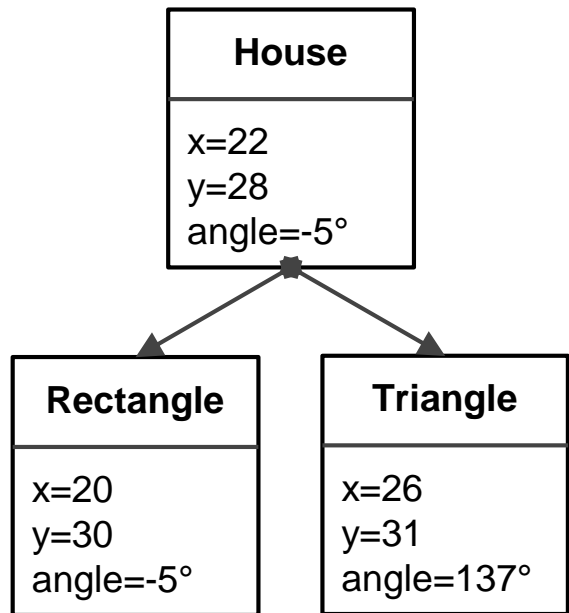 House
x=22
y=28
angle=-5°
Rectangle
x=20
y=30
angle=-5°
Triangle
x=26
y=31
angle=137°